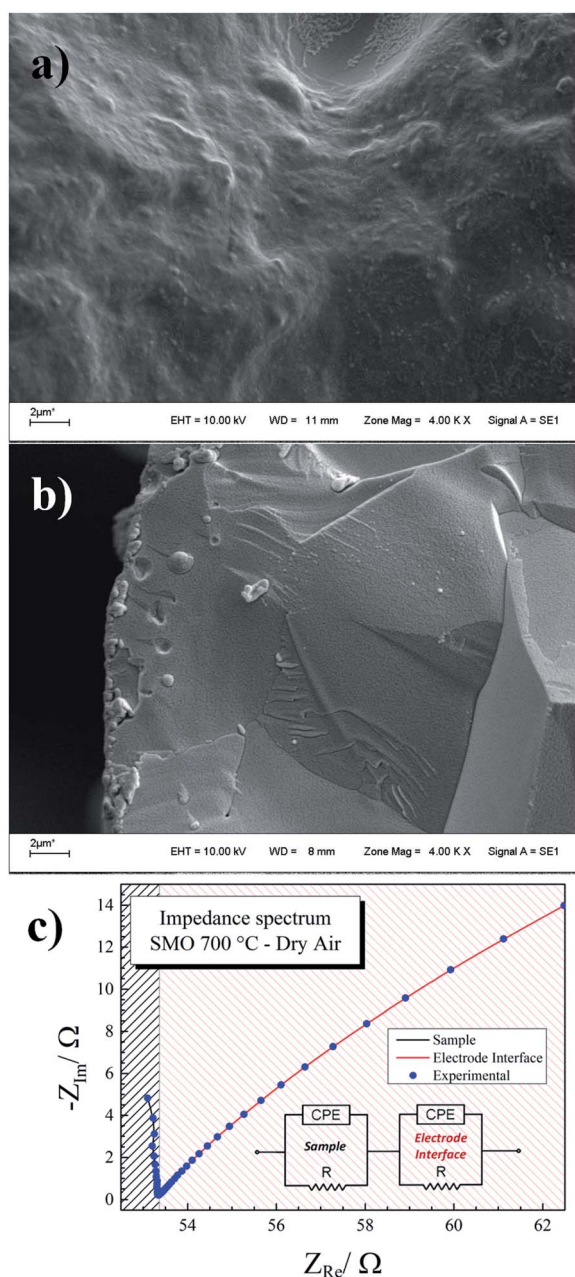 a)
2µm*
EHT = 10.00 kV WD = 11 mm Zone Mag = 4.00 K X Signal A = SE1
b)
2µm*
EHT = 10.00 kV WD = 8 mm Zone Mag = 4.00 K X Signal A = SE1
c)
Impedance spectrum
SMO 700 °C - Dry Air
14
12
10
8
6
4
2
0
-Z_Im/ Ω
Sample
Electrode Interface
Experimental
CPE CPE
Sample Electrode
Interface
R R
54 56 58 60 62
Z_Re/ Ω